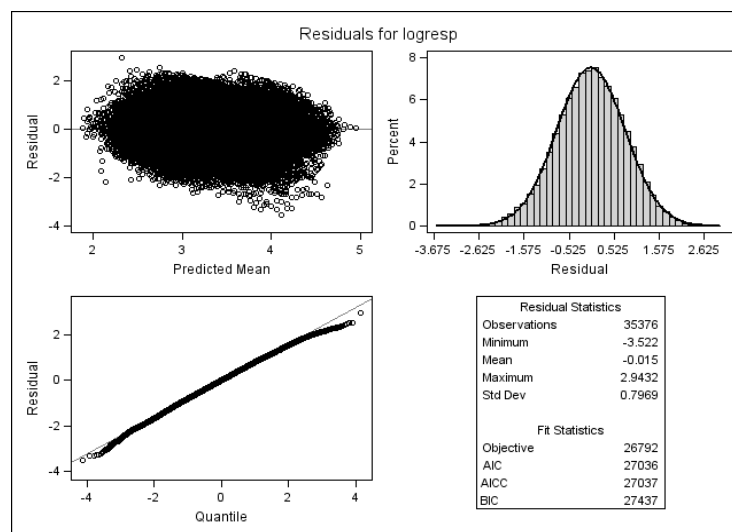 Residuals for logresp
Residual
2
0
-2
-4
2 3 4 5
Predicted Mean
Percent
8
6
4
2
0
-3.675 -2.625 -1.575 -0.525 0.525 1.575 2.625
Residual
Residual
2
0
-2
-4
-4 -2 0 2 4
Quantile
Residual Statistics
Observations 35376
Minimum -3.522
Mean -0.015
Maximum 2.9432
Std Dev 0.7969
Fit Statistics
Objective 26792
AIC 27036
AICC 27037
BIC 27437